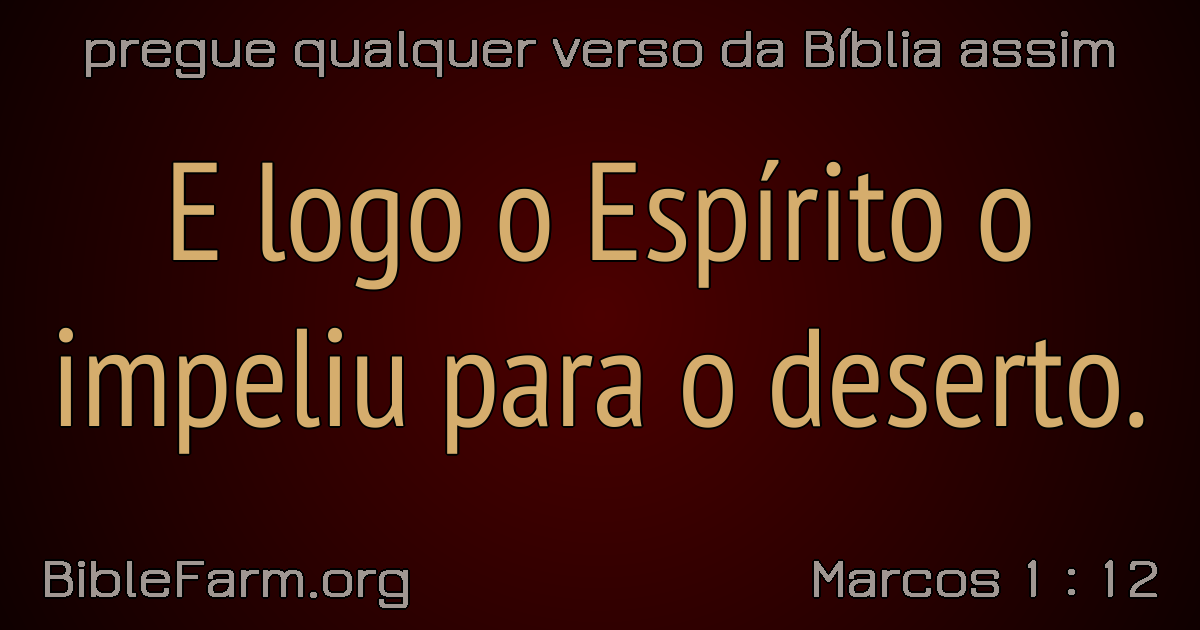 pregue qualquer verso da Bíblia assim
E logo o Espírito o
impeliu para o deserto.
BibleFarm.org
Marcos 1 : 12